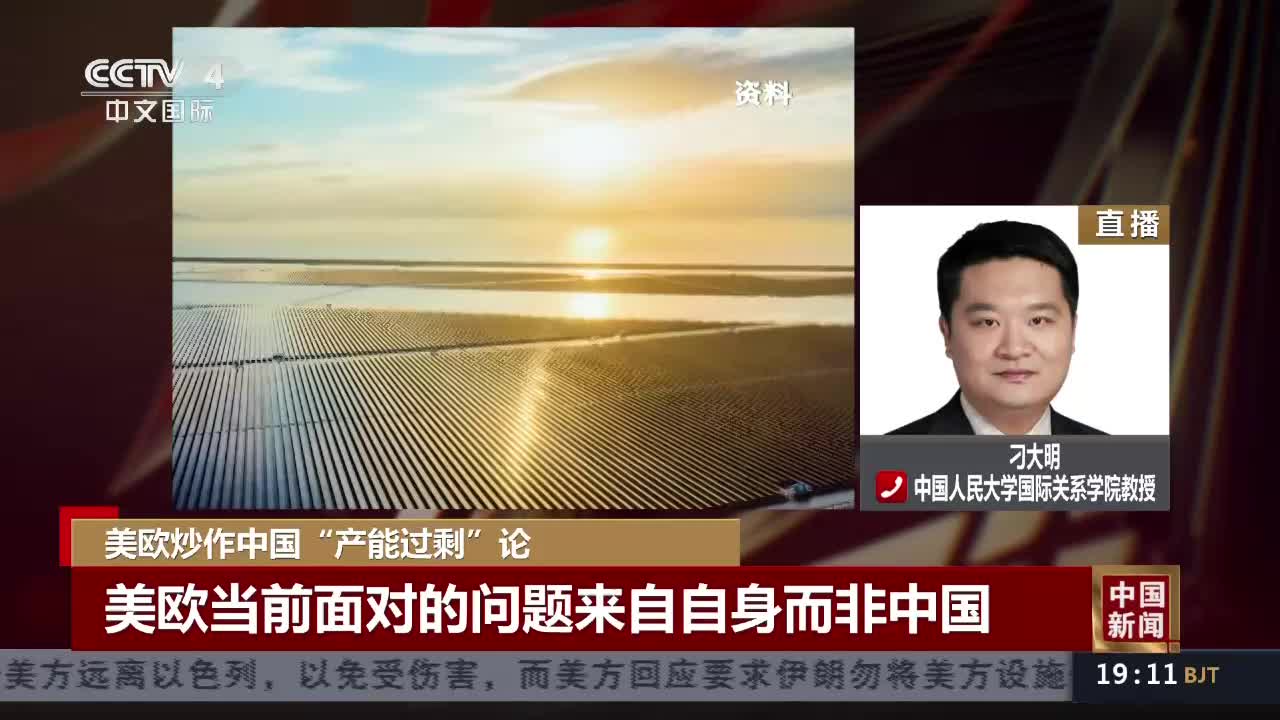 CCTV 4
中文国际
资料
直播
刁大明
中国人民大学国际关系学院教授
美欧炒作中国“产能过剩”论
美欧当前面对的问题来自自身而非中国
中国
新闻
美方远离以色列，以免受伤害，而美方回应要求伊朗勿将美方设施
19:11 BJT